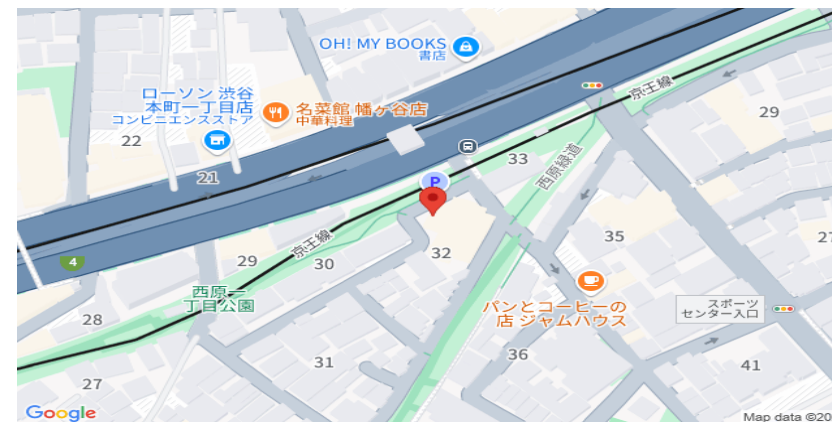 OH! MY BOOKS
書店
ローソン 渋谷
本町一丁目店
コンビニエンスストア
名菜館 幡ヶ谷店
中華料理
京王線
29
22
21
33
西原緑道
P
4
京王線
29
30
32
35
27
西原一
丁目公園
パンとコーヒーの
店 ジャムハウス
スポーツ
センター入口
28
31
36
41
27
Google
Map data ©20